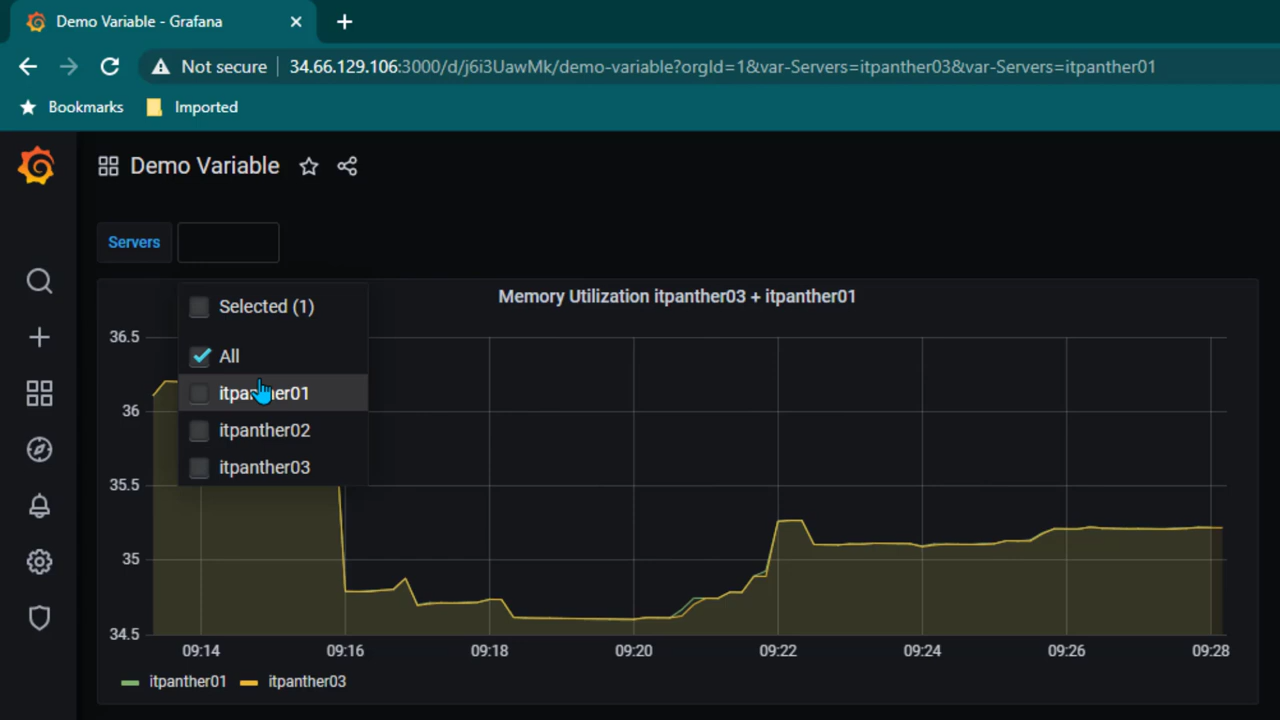 Demo Variable - Grafana
Not secure
34.66.129.106:3000/d/j6i3UawMk/demo-variable?orgId=1&var-Servers=itpanther03&var-Servers=itpanther01
Bookmarks
Imported
Demo Variable
Servers
Memory Utilization itpanther03 + itpanther01
Selected (1)
All
itpanther01
itpanther02
itpanther03
36.5
36
35.5
35
34.5
09:14 09:16 09:18 09:20 09:22 09:24 09:26 09:28
itpanther01 itpanther03